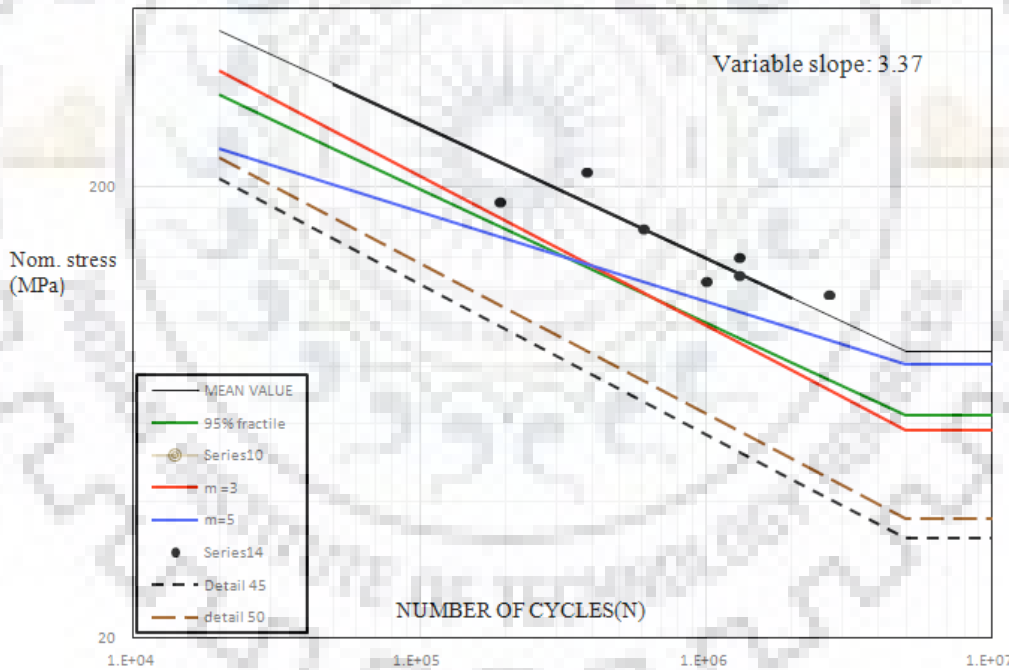 Variable slope: 3.37
200
Nom. stress
(MPa)
MEAN VALUE
95% fractile
Series10
m =3
m=5
Series14
Detail 45
detail 50
NUMBER OF CYCLES(N)
20
1.E+04
1.E+05
1.E+06
1.E+07